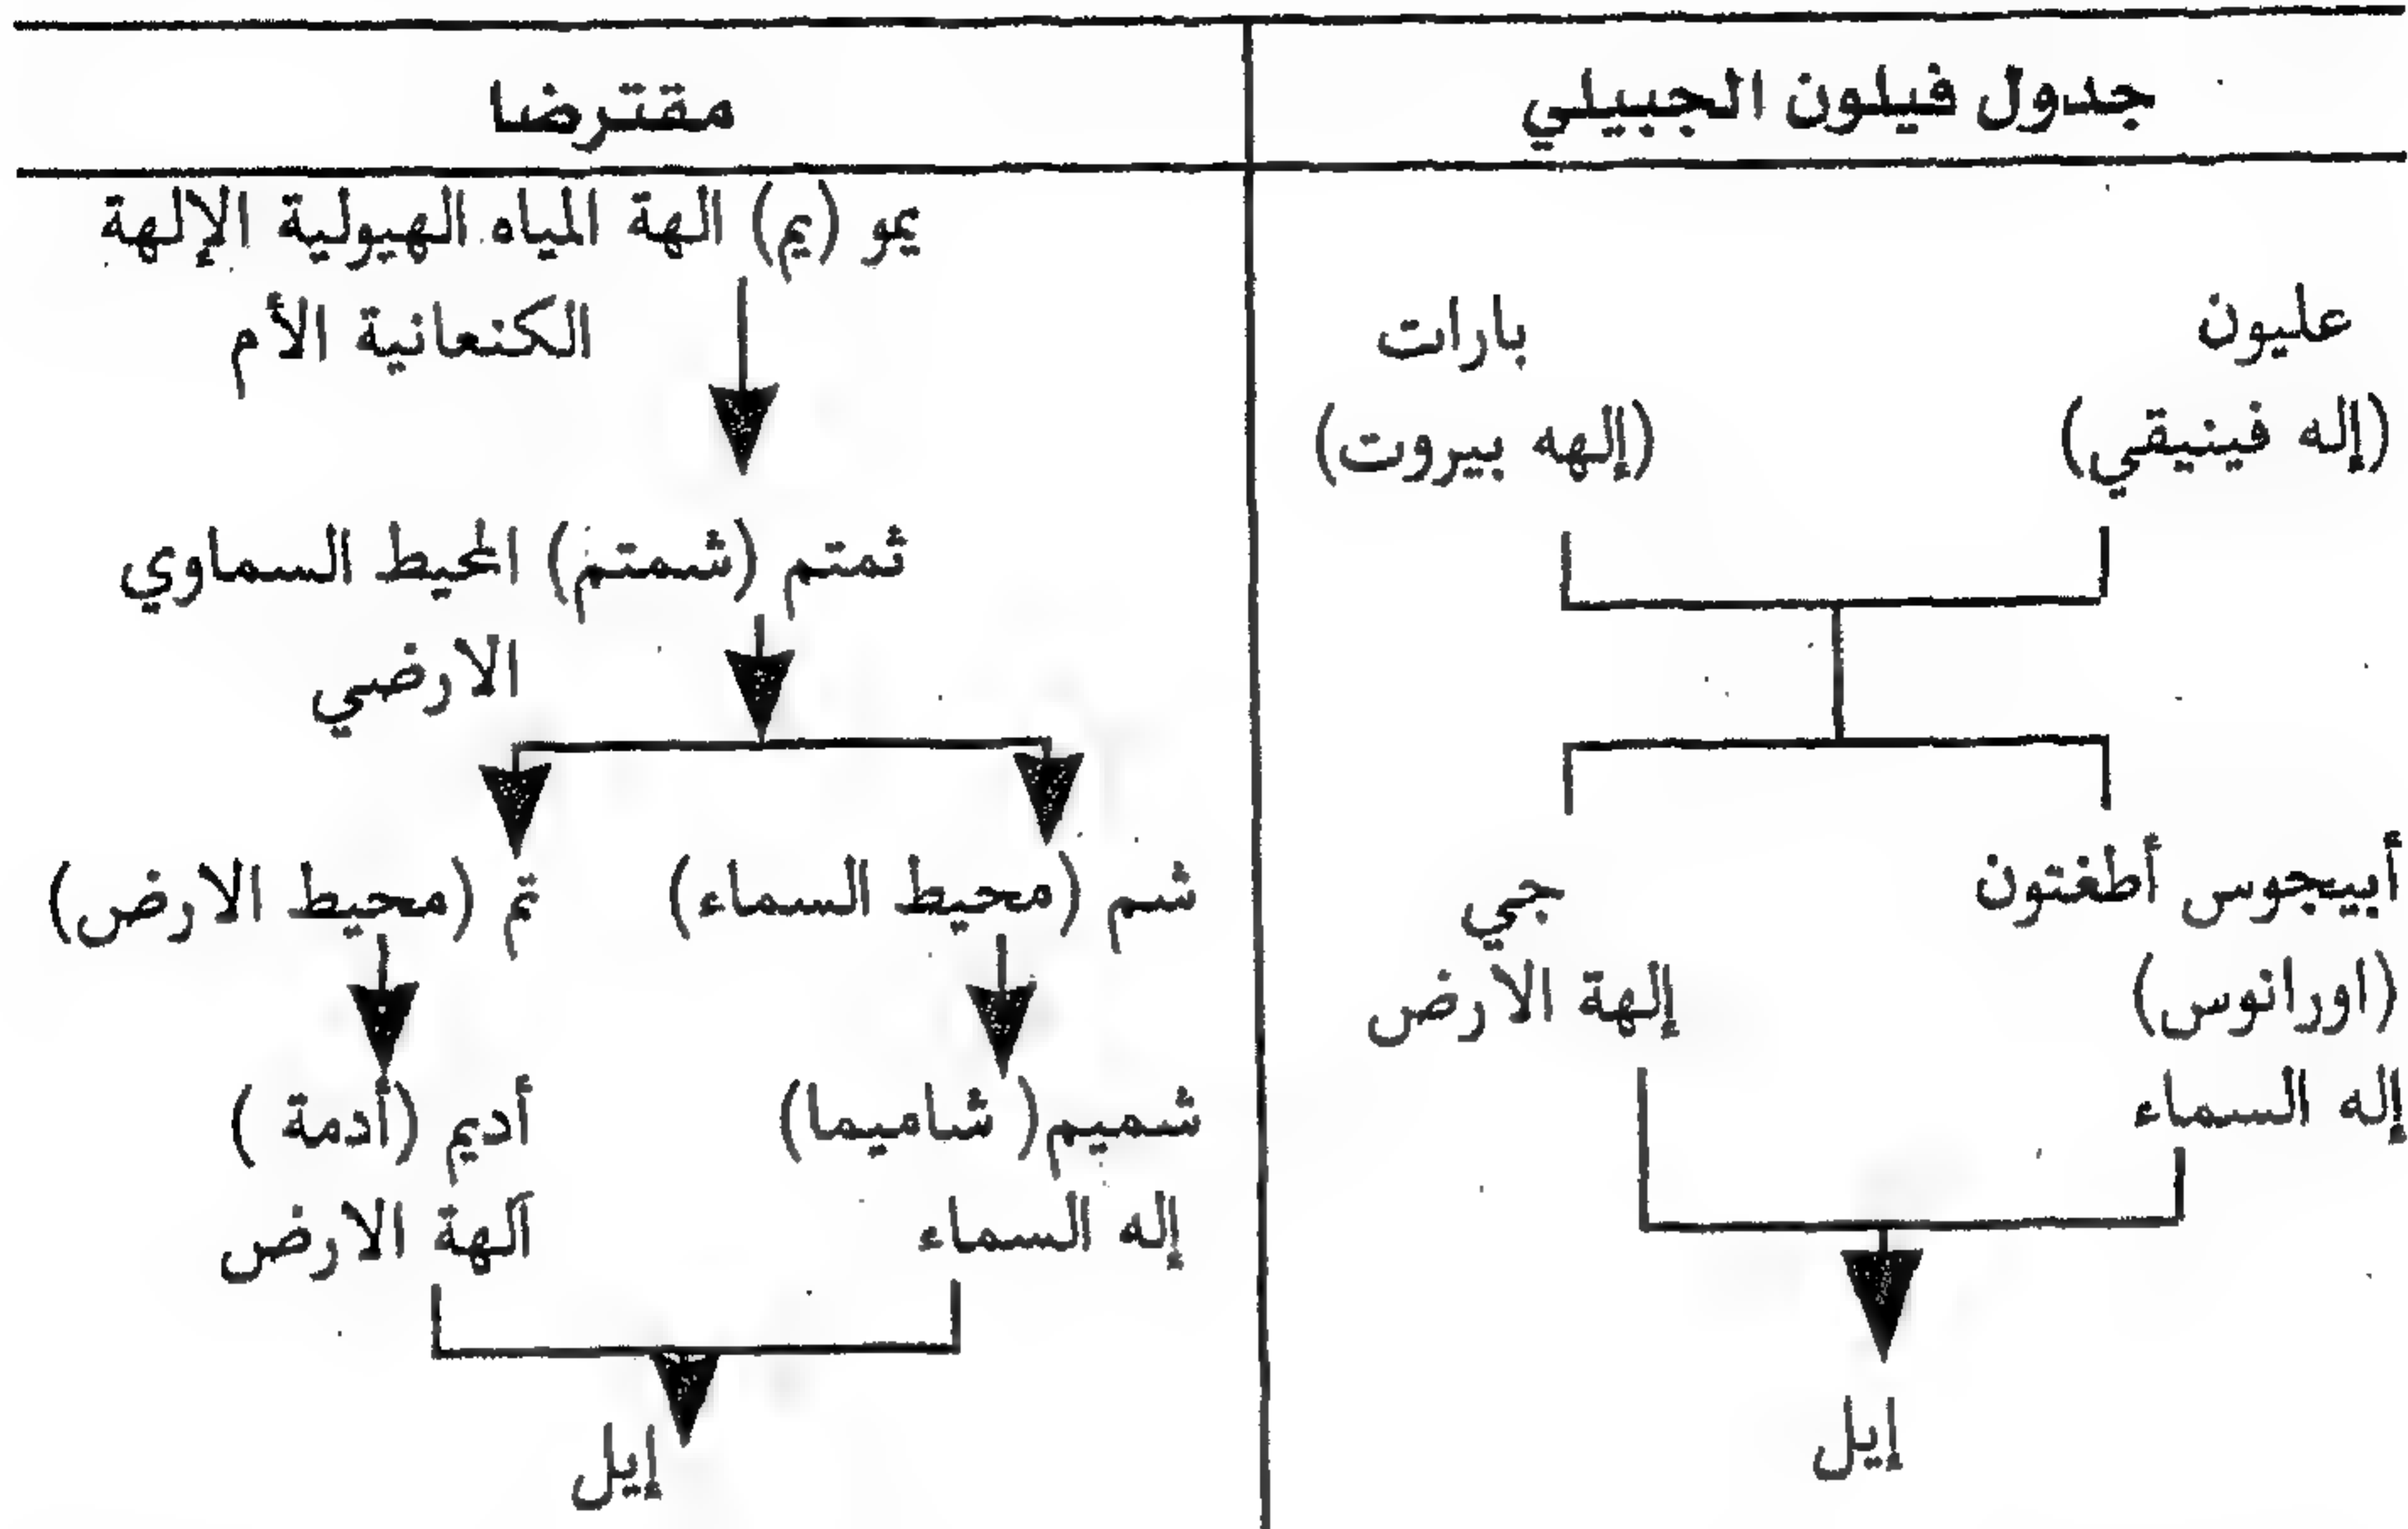 جدول فيلون الجبيلي
عليون
بارات
(إله فينيقي)
(إلهه بيروت)
أبيجوس أطغتون
جي
(اورانوس)
إلهة الارض
إله السماء
إيل
مقترضا
يمو (يم) الهة المياه الهيولية الإلهة
الكنعانية الأم
ثمتم (شمتم) المحيط السماوي
الارضي
شم (محيط السماء)
تم (محيط الارض)
شميم (شاميما)
أديم (أدمة )
إله السماء
آلهة الارض
إيل